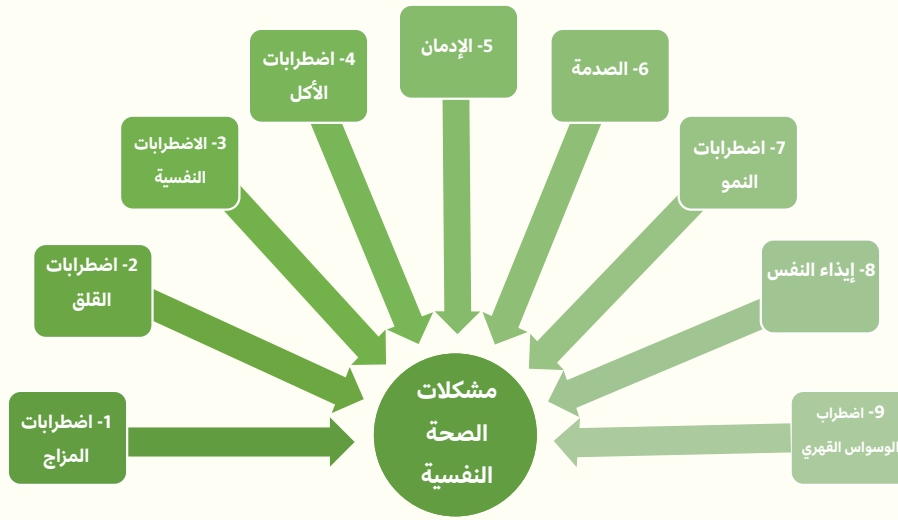 مشكلات
الصحة
النفسية
1- اضطرابات
المزاج
2- اضطرابات
القلق
3- الاضطرابات
النفسية
4- اضطرابات
الأكل
5- الإدمان
6- الصدمة
7- اضطرابات
النمو
8- إيذاء النفس
9- اضطراب
الوسواس القهري